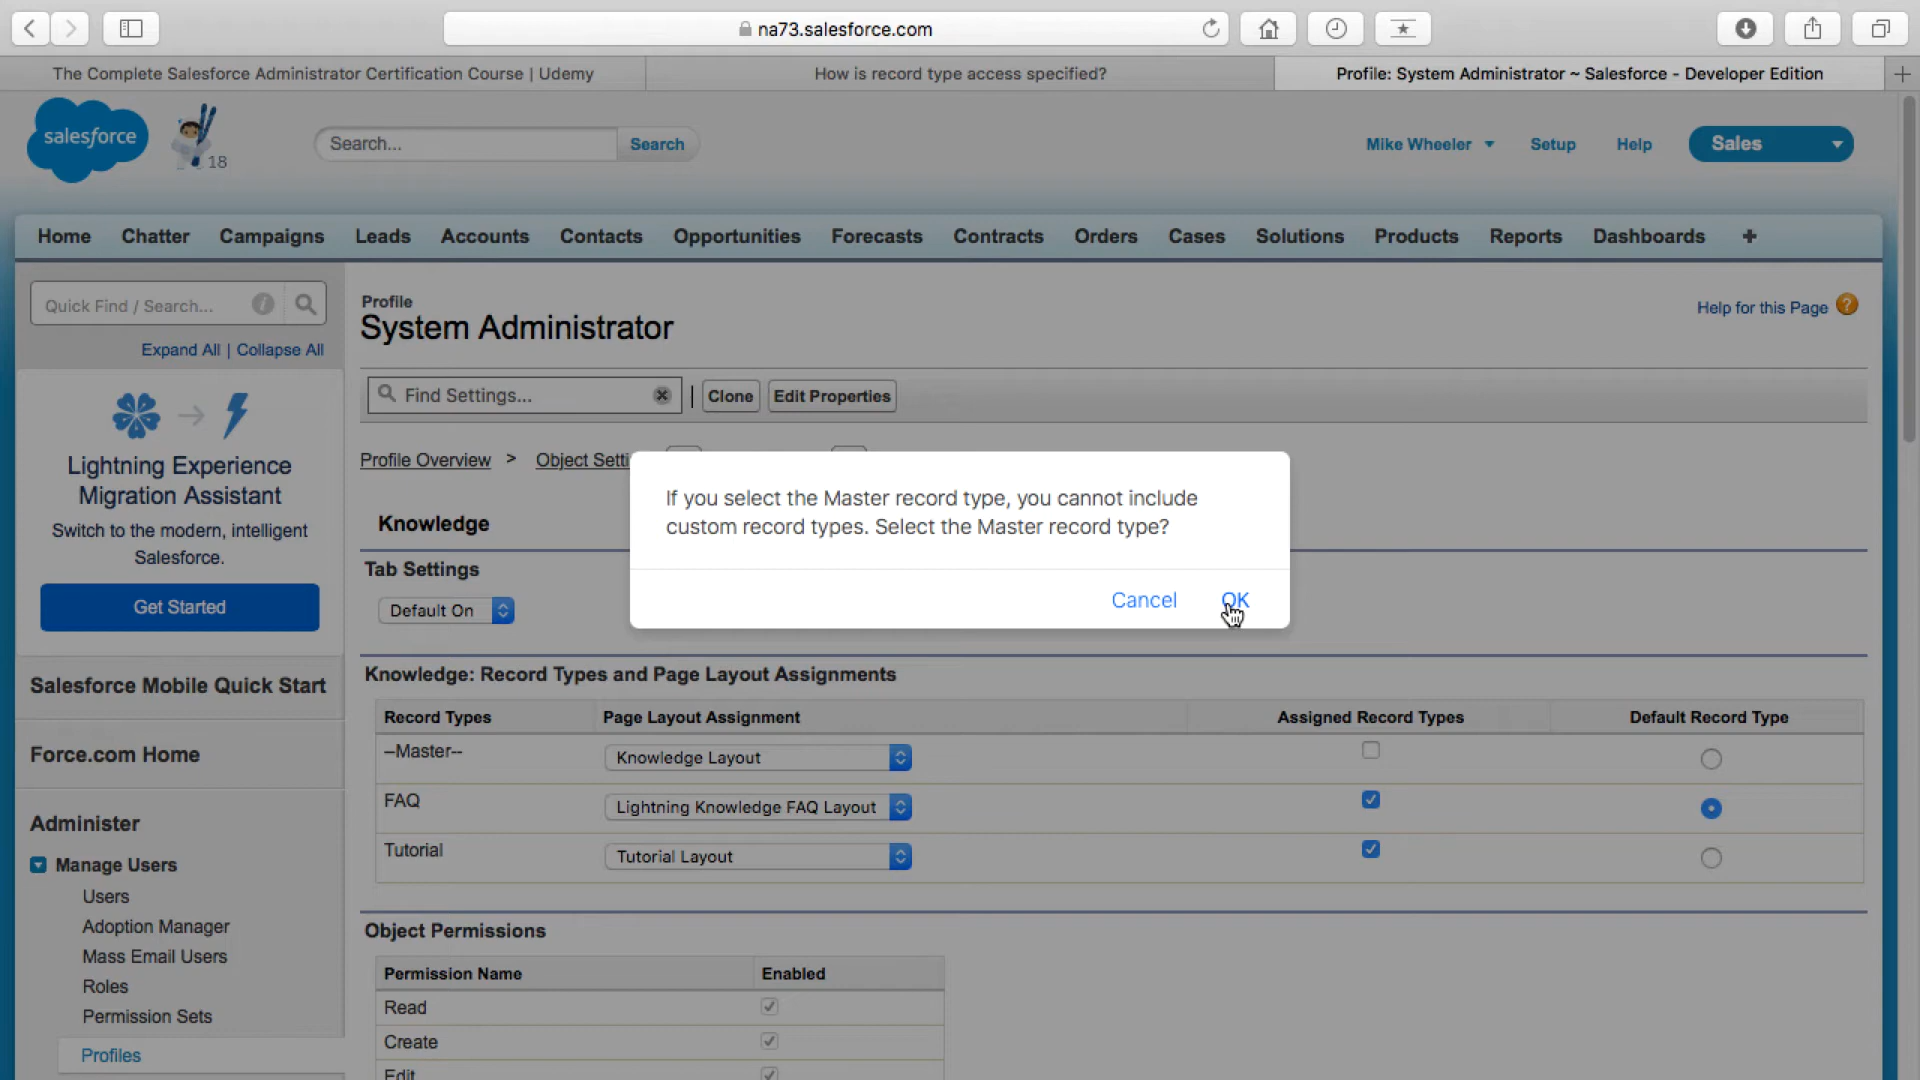 na73.salesforce.com
The Complete Salesforce Administrator Certification Course | Udemy
How is record type access specified?
Profile: System Administrator ~ Salesforce - Developer Edition
salesforce
18
Search...
Search
Mike Wheeler
Setup
Help
Sales
Home Chatter Campaigns Leads Accounts Contacts Opportunities Forecasts Contracts Orders Cases Solutions Products Reports Dashboards +
Quick Find / Search...
Expand All | Collapse All
Lightning Experience
Migration Assistant
Switch to the modern, intelligent
Salesforce.
Get Started
Salesforce Mobile Quick Start
Force.com Home
Administer
Manage Users
Users
Adoption Manager
Mass Email Users
Roles
Permission Sets
Profiles
Profile
System Administrator
Help for this Page ?
Find Settings...
Clone
Edit Properties
Profile Overview > Object Setti
If you select the Master record type, you cannot include
custom record types. Select the Master record type?
Cancel
OK
Knowledge
Tab Settings
Default On
Knowledge: Record Types and Page Layout Assignments
Record Types Page Layout Assignment Assigned Record Types Default Record Type
--Master-- Knowledge Layout
FAQ Lightning Knowledge FAQ Layout
Tutorial Tutorial Layout
Object Permissions
Permission Name Enabled
Read
Create
Edit